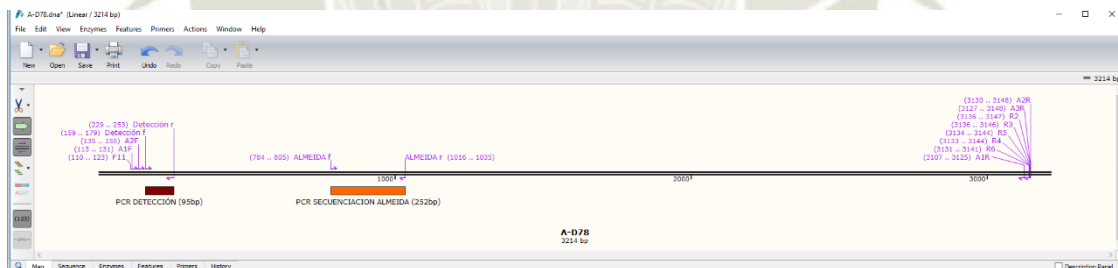 A-D78.dna* (Linear / 3214 bp)
File Edit View Enzymes Features Primers Actions Window Help
New Open Save Print Undo Redo Copy Paste
3214 bp
(229 .. 253) Detección r
(159 .. 179) Detección f
(135 .. 155) A2F
(113 .. 131) A1F
(110 .. 123) F11
(784 .. 805) ALMEIDA f
ALMEIDA r (1016 .. 1035)
(3130 .. 3148) A2R
(3127 .. 3148) A3R
(3136 .. 3147) R2
(3136 .. 3146) R3
(3134 .. 3144) R5
(3133 .. 3144) R4
(3131 .. 3141) R6
(3107 .. 3125) A1R
1000
2000
3000
PCR DETECCIÓN (95bp)
PCR SECUENCIACION ALMEIDA (252bp)
A-D78
3214 bp
Map Sequence Enzymes Features Primers History
Description Panel